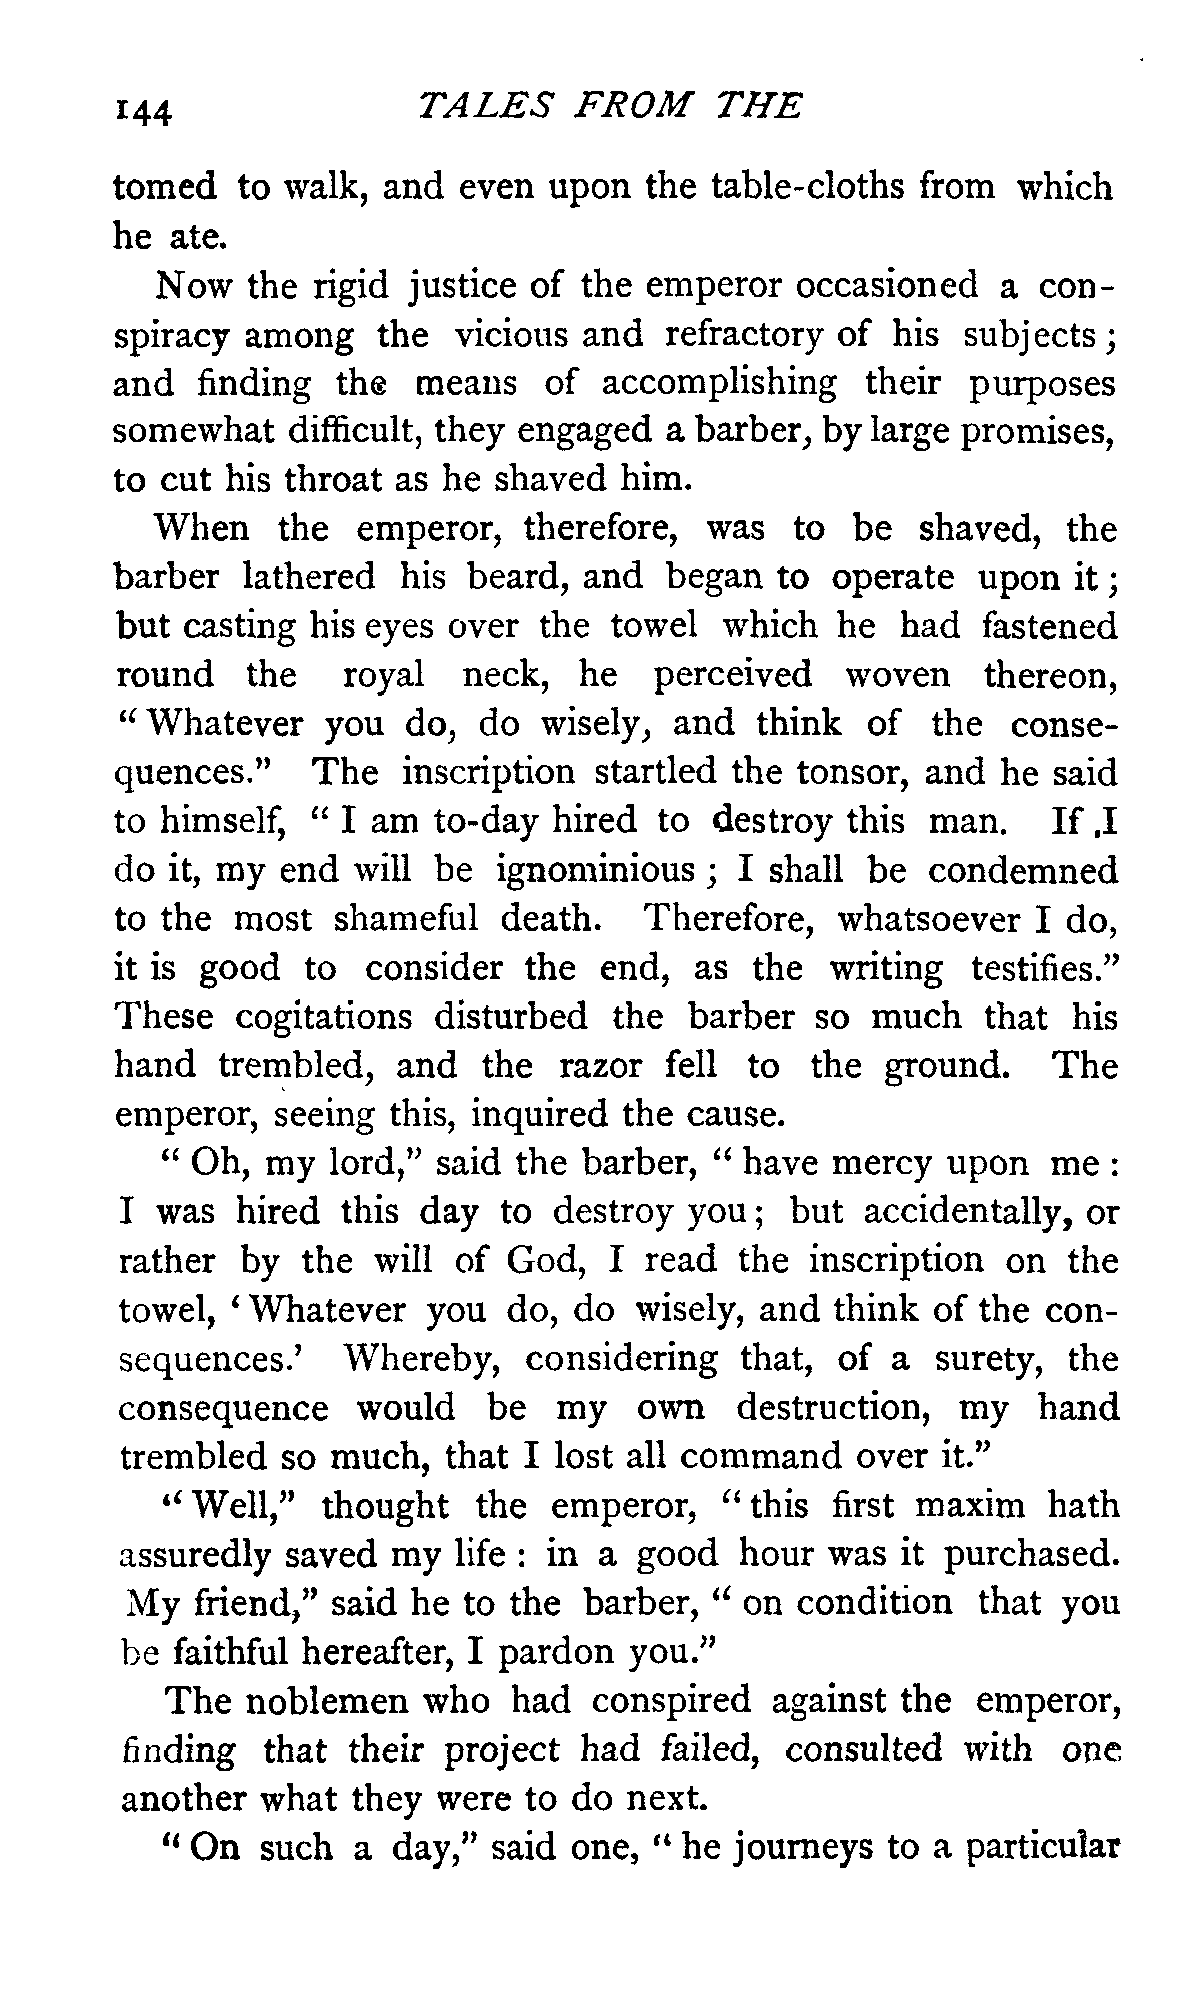 144 TALES FROM THE
tomed to walk, and even upon the table-cloths from which
he ate.
Now the rigid justice of the emperor occasioned a con-
spiracy among the vicious and refractory of his subjects ;
and finding the means of accomplishing their purposes
somewhat difficult, they engaged a barber, by large promises,
to cut his throat as he shaved him.
When the emperor, therefore, was to be shaved, the
barber lathered his beard, and began to operate upon it ;
but casting his eyes over the towel which he had fastened
round the royal neck, he perceived woven thereon,
" Whatever you do, do wisely, and think of the conse-
quences." The inscription startled the tonsor, and he said
to himself, " I am to-day hired to destroy this man. If I
do it, my end will be ignominious ; I shall be condemned
to the most shameful death. Therefore, whatsoever I do,
it is good to consider the end, as the writing testifies."
These cogitations disturbed the barber so much that his
hand trembled, and the razor fell to the ground. The
emperor, seeing this, inquired the cause.
" Oh, my lord," said the barber, " have mercy upon me :
I was hired this day to destroy you ; but accidentally, or
rather by the will of God, I read the inscription on the
towel, ' Whatever you do, do wisely, and think of the con-
sequences.' Whereby, considering that, of a surety, the
consequence would be my own destruction, my hand
trembled so much, that I lost all command over it."
" Well," thought the emperor, " this first maxim hath
assuredly saved my life : in a good hour was it purchased.
My friend," said he to the barber, " on condition that you
be faithful hereafter, I pardon you."
The noblemen who had conspired against the emperor,
finding that their project had failed, consulted with one
another what they were to do next.
" On such a day," said one, " he journeys to a particular